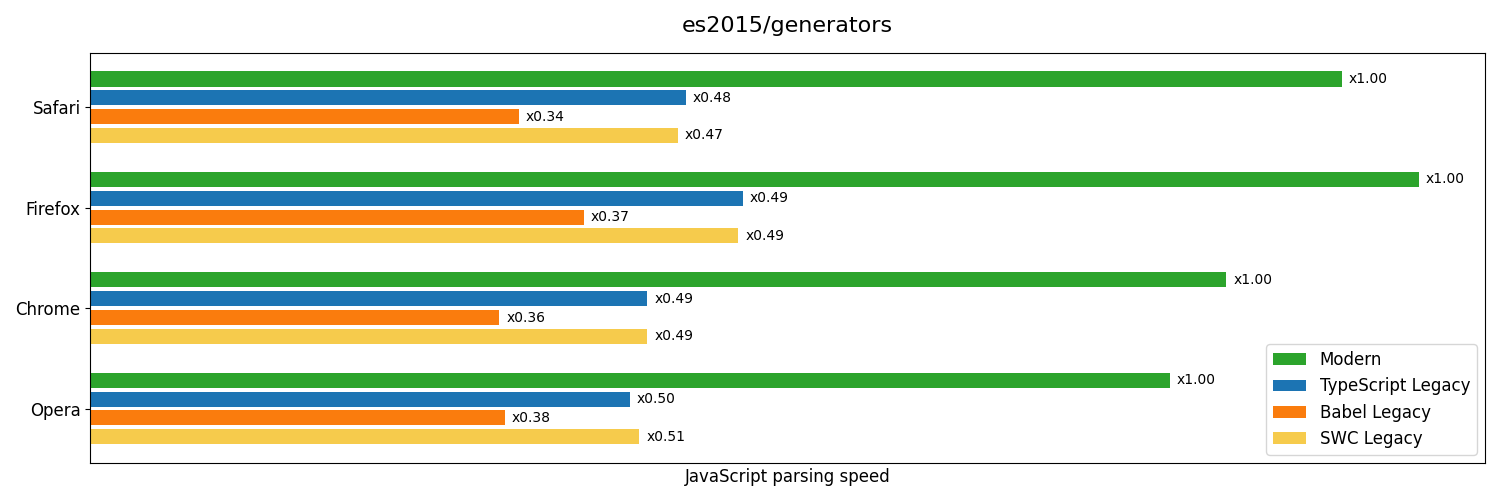 es2015/generators
Safari
x1.00
x0.48
x0.34
x0.47
Firefox
x1.00
x0.49
x0.37
x0.49
Chrome
x1.00
x0.49
x0.36
x0.49
Opera
x1.00
x0.50
x0.38
x0.51
Modern
TypeScript Legacy
Babel Legacy
SWC Legacy
JavaScript parsing speed